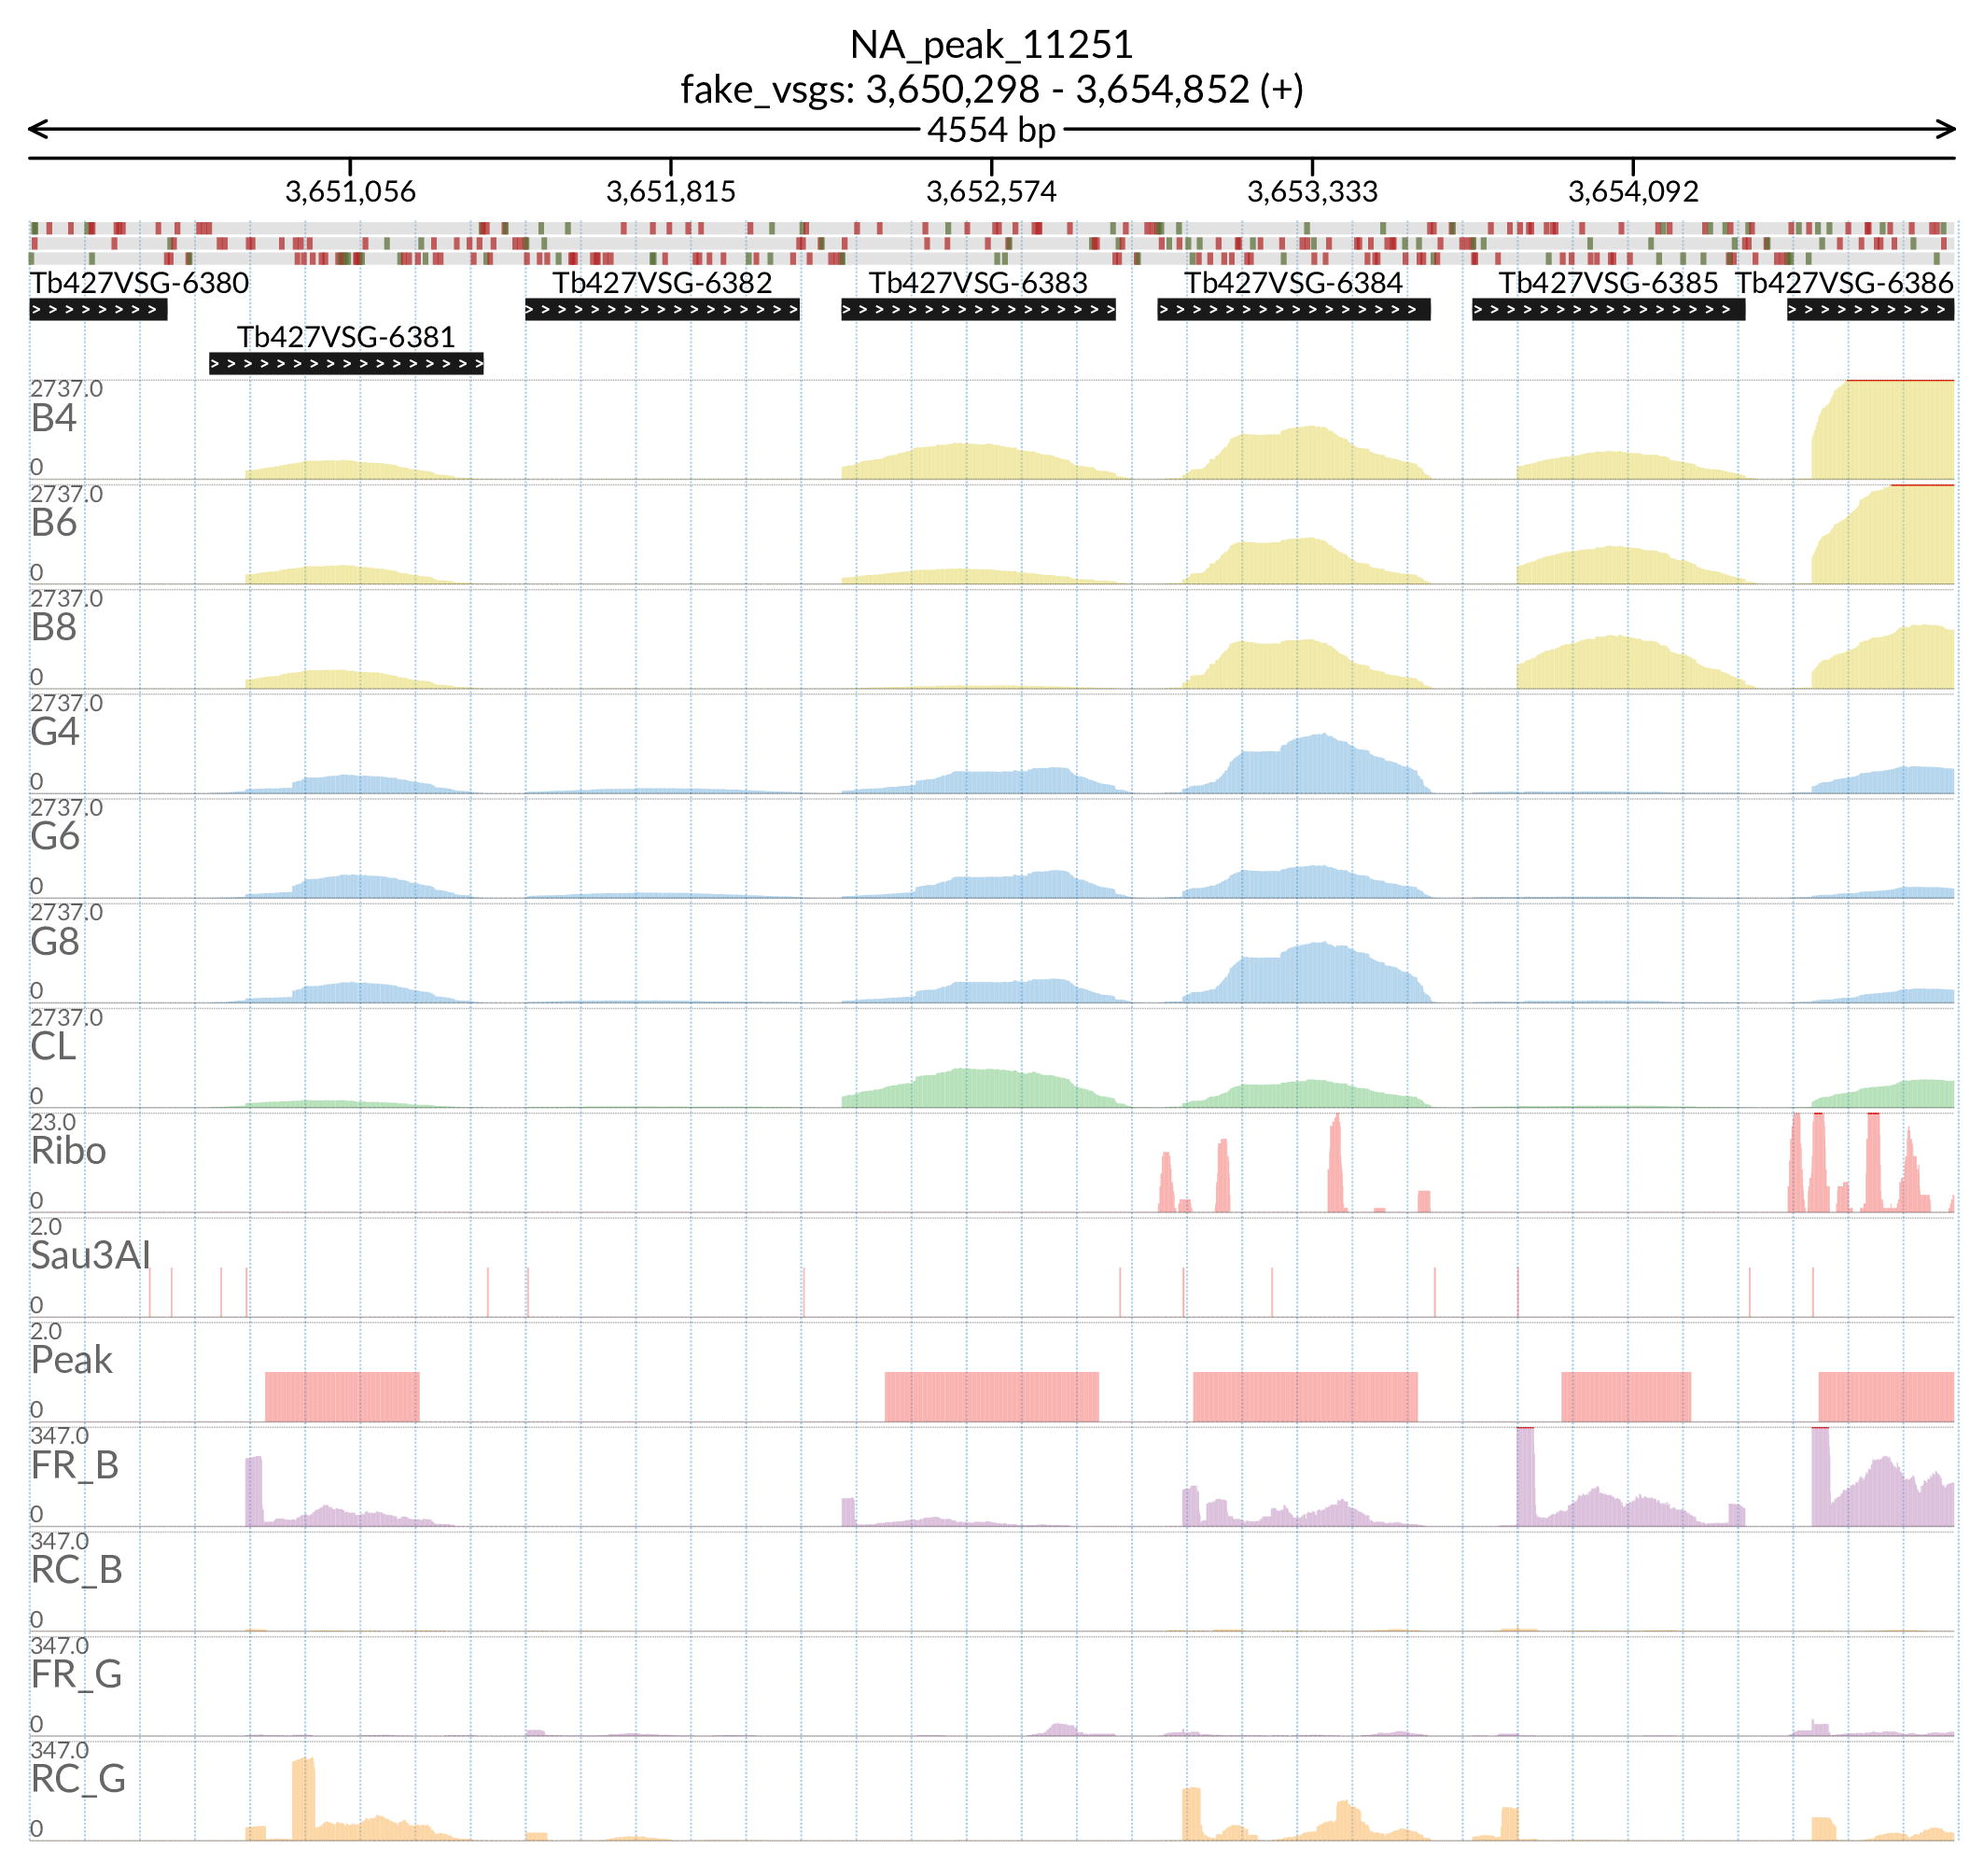 NA_peak_11251
fake_vsgs: 3,650,298 - 3,654,852 (+)
4554 bp
3,651,056 3,651,815 3,652,574 3,653,333 3,654,092
Tb427VSG-6380 Tb427VSG-6382 Tb427VSG-6383 Tb427VSG-6384 Tb427VSG-6385 Tb427VSG-6386
Tb427VSG-6381
2737.0
B4
0
2737.0
B6
0
2737.0
B8
0
2737.0
G4
0
2737.0
G6
0
2737.0
G8
0
2737.0
CL
0
23.0
Ribo
0
2.0
Sau3AI
0
2.0
Peak
0
347.0
FR_B
0
347.0
RC_B
0
347.0
FR_G
0
347.0
RC_G
0